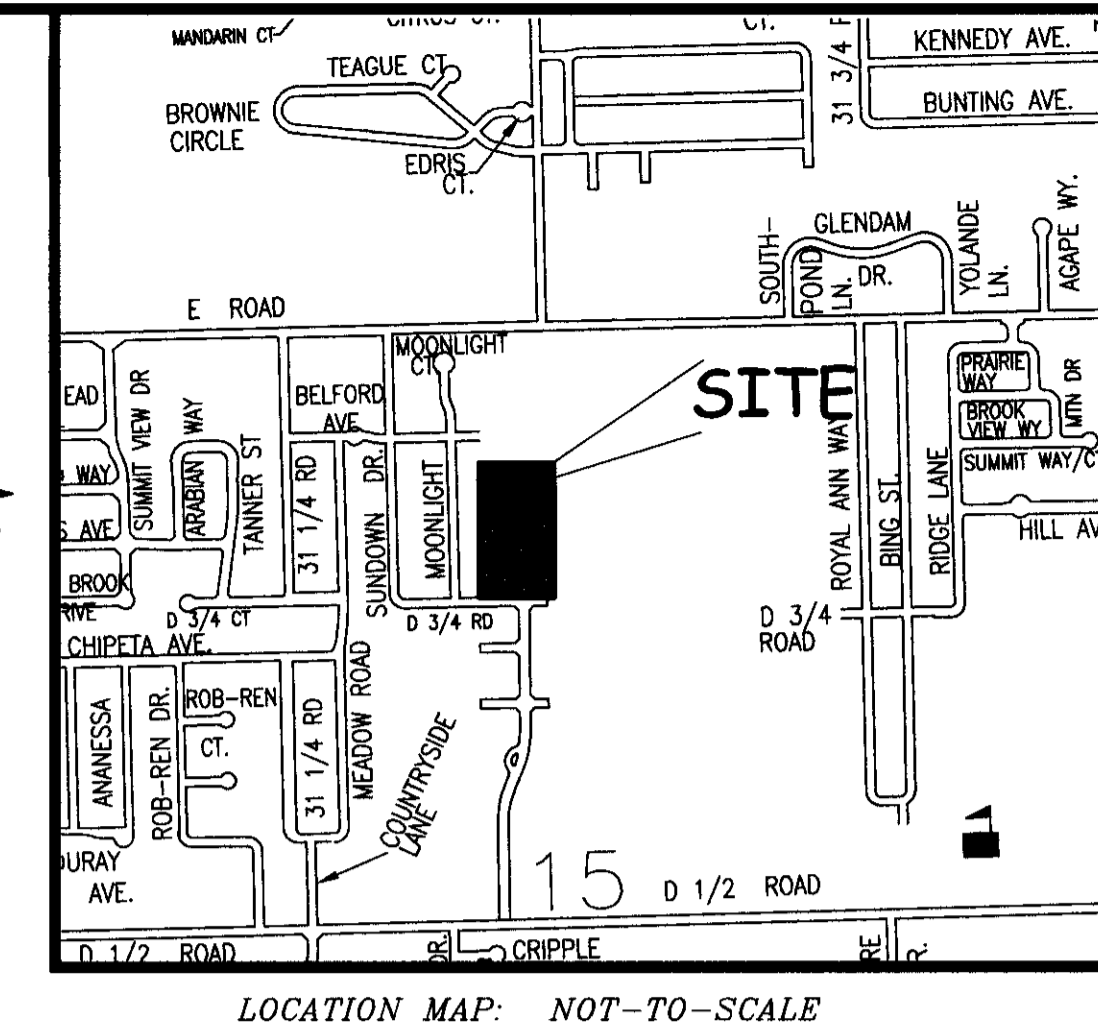 MANDARIN CT
CT.
KENNEDY AVE.
TEAGUE CT
31 3/4
BROWNIE
CIRCLE
BUNTING AVE.
EDRIS
CT.
SOUTH-
POND
LN.
GLENDAM
DR.
YOLANDE
LN.
AGAPE WY.
E ROAD
MOONLIGHT
CT
EAD
SUMMIT VIEW DR
ARABIAN WAY
TANNER ST
BELFORD
AVE
SITE
PRAIRIE
WAY
BROOK
VIEW WY
MTN DR
SUMMIT WAY/CT
WAY
S AVE
31 1/4 RD
SUNDOWN DR.
MOONLIGHT
ROYAL ANN WAY
BING ST.
RIDGE LANE
HILL AV
BROOK
RIVE
D 3/4 CT
D 3/4 RD
D 3/4
ROAD
CHIPETA AVE.
ANANESSA
ROB-REN DR.
ROB-REN
CT.
31 1/4 RD
MEADOW ROAD
COUNTRYSIDE
LANE
OURAY
AVE.
15
D 1/2 ROAD
D 1/2 ROAD
DR.
CRIPPLE
RE
R.
LOCATION MAP: NOT-TO-SCALE